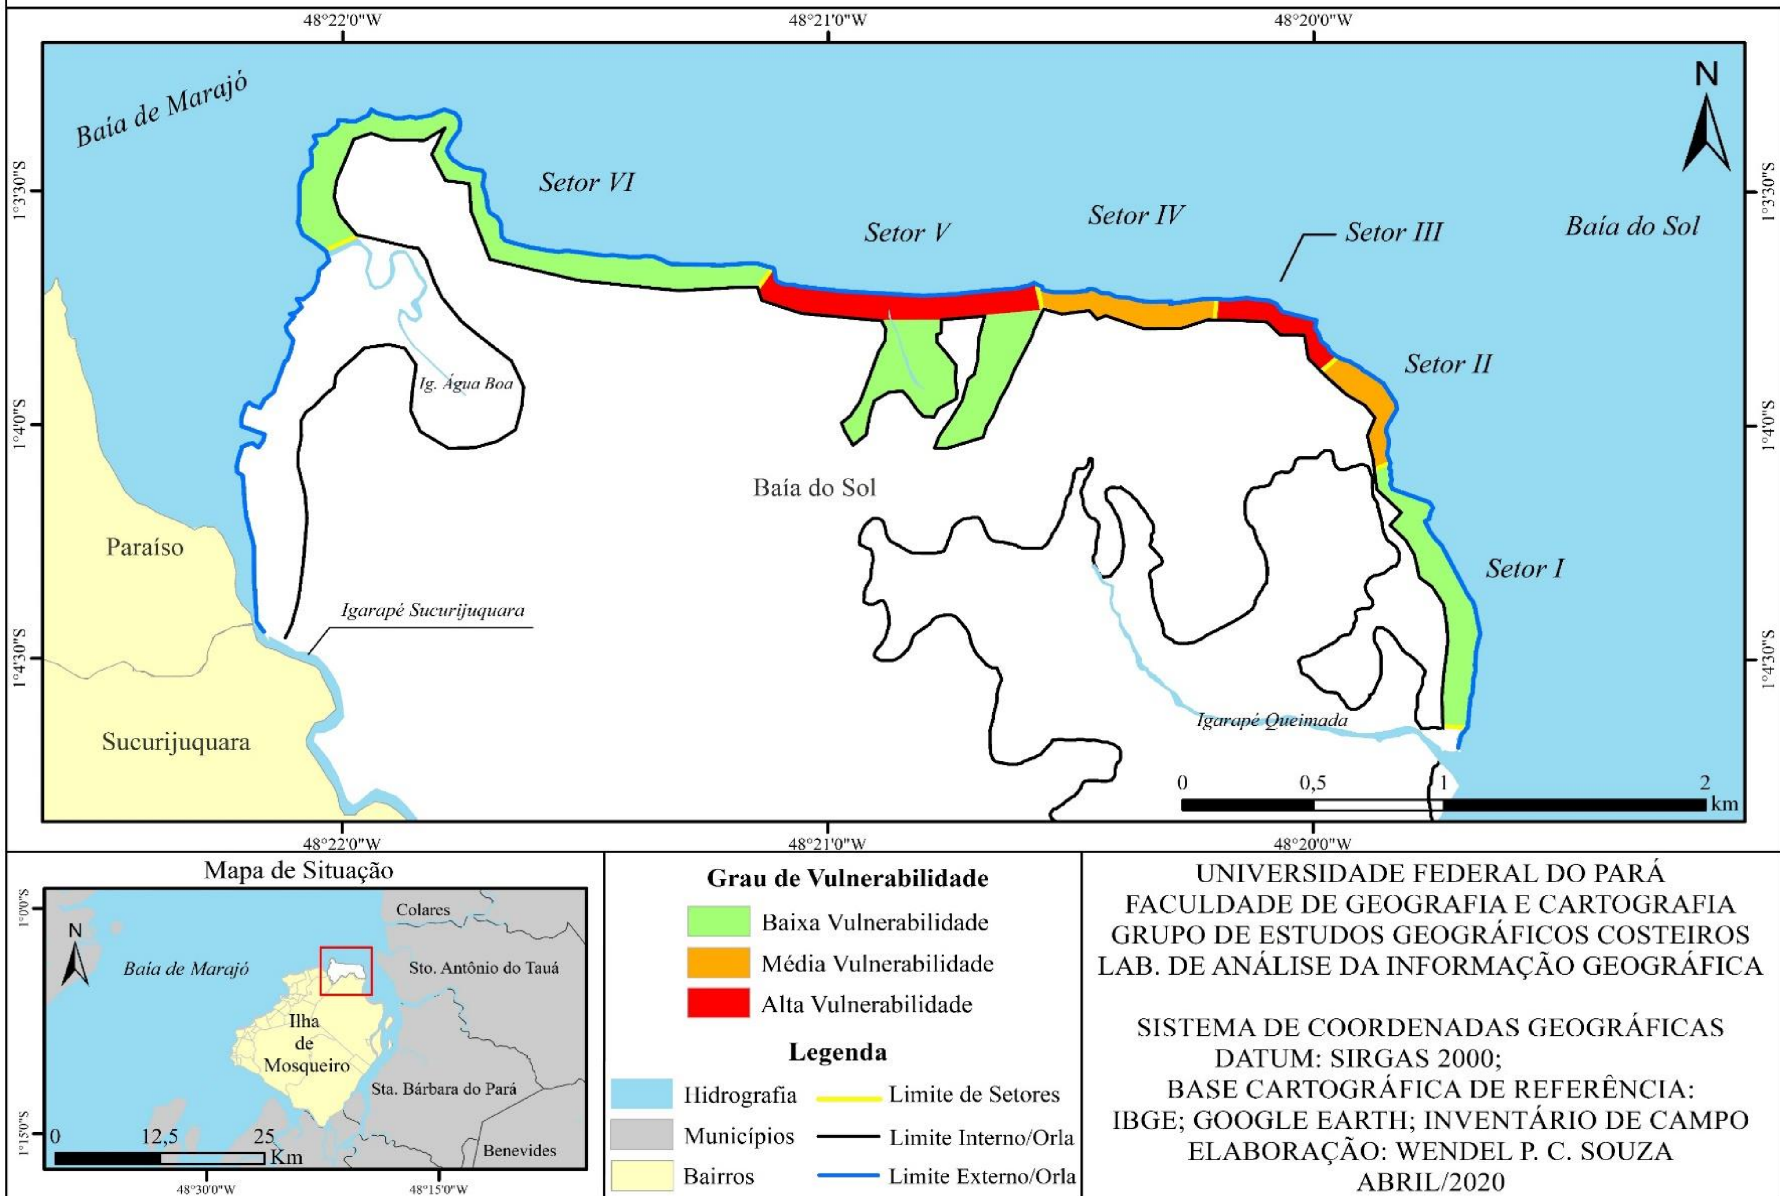 48°22'0"W
48°21'0"W
48°20'0"W
N
Baía de Marajó
1°3'30"S
1°3'30"S
Setor VI
Setor V
Setor IV
Setor III
Baía do Sol
Setor II
Ig. Água Boa
1°4'0"S
1°4'0"S
Baía do Sol
Paraíso
Setor I
Igarapé Sucurijuquara
1°4'30"S
1°4'30"S
Sucurijuquara
Igarapé Queimada
0 0,5 1 2
km
48°22'0"W
48°21'0"W
48°20'0"W
Mapa de Situação
1°0'0"S
N
Colares
Baía de Marajó
Sto. Antônio do Tauá
Ilha
de
Mosqueiro
Sta. Bárbara do Pará
1°15'0"S
0 12,5 25
Km
Benevides
48°30'0"W
48°15'0"W
Grau de Vulnerabilidade
Baixa Vulnerabilidade
Média Vulnerabilidade
Alta Vulnerabilidade
Legenda
Hidrografia
Limite de Setores
Municípios
Limite Interno/Orla
Bairros
Limite Externo/Orla
UNIVERSIDADE FEDERAL DO PARÁ
FACULDADE DE GEOGRAFIA E CARTOGRAFIA
GRUPO DE ESTUDOS GEOGRÁFICOS COSTEIROS
LAB. DE ANÁLISE DA INFORMAÇÃO GEOGRÁFICA
SISTEMA DE COORDENADAS GEOGRÁFICAS
DATUM: SIRGAS 2000;
BASE CARTOGRÁFICA DE REFERÊNCIA:
IBGE; GOOGLE EARTH; INVENTÁRIO DE CAMPO
ELABORAÇÃO: WENDEL P. C. SOUZA
ABRIL/2020